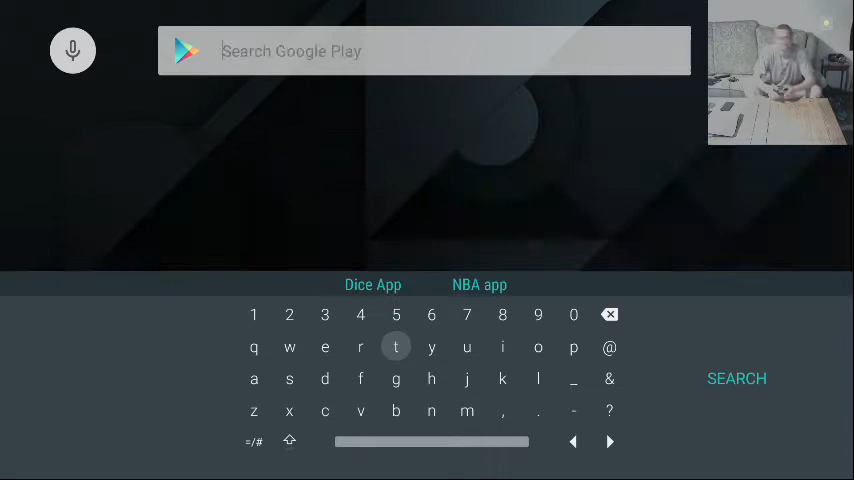 Search Google Play
Dice App NBA app
1 2 3 4 5 6 7 8 9 0
q w e r t y u i o p @
a s d f g h j k l _ &
SEARCH
z x c v b n m , . - ?
=/#